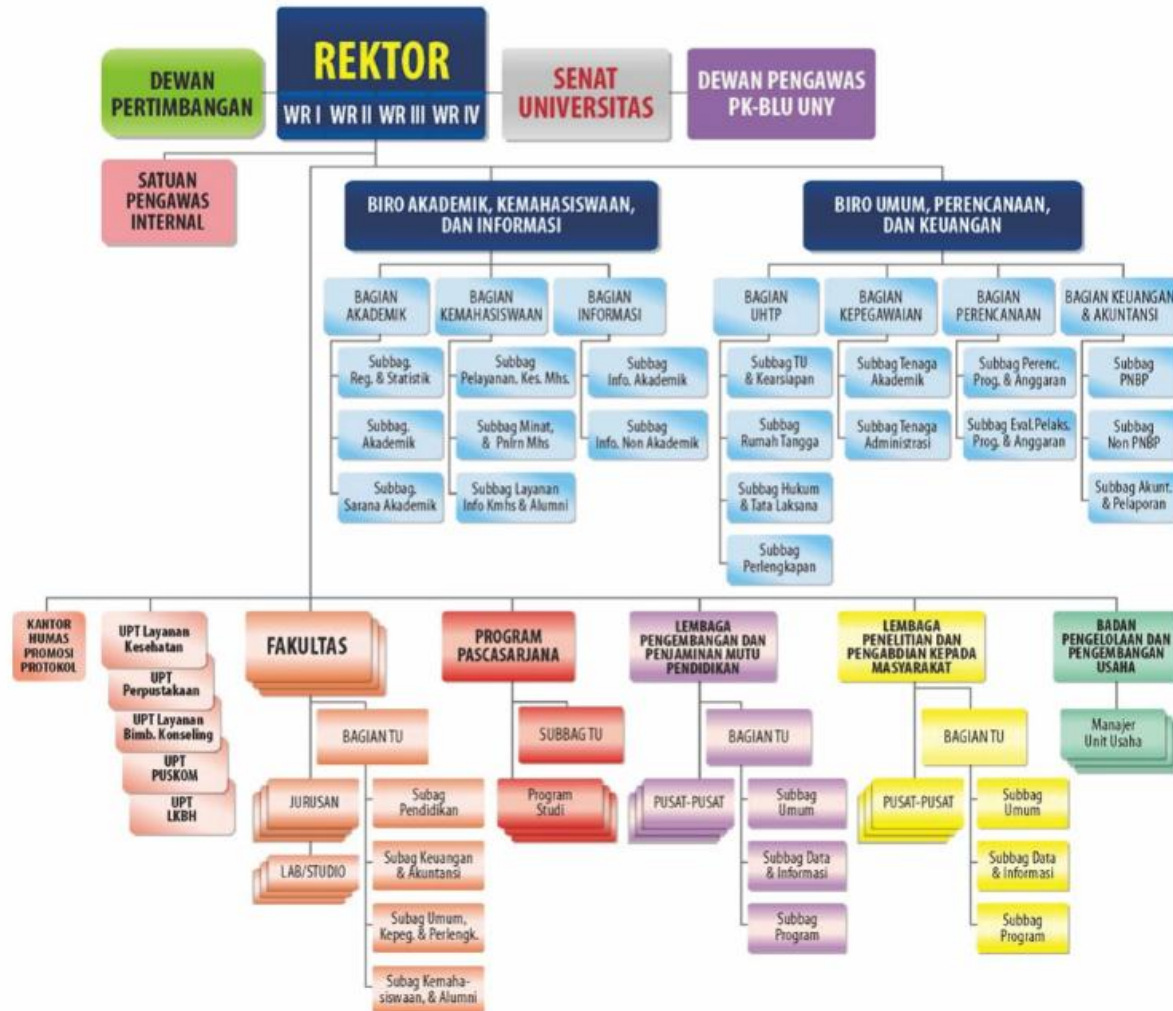 DEWAN
PERTIMBANGAN
REKTOR
WR I WR II WR III WR IV
SENAT
UNIVERSITAS
DEWAN PENGAWAS
PK-BLU UNY
SATUAN
PENGAWAS
INTERNAL
BIRO AKADEMIK, KEMAHASISWAAN,
DAN INFORMASI
BIRO UMUM, PERENCANAAN,
DAN KEUANGAN
BAGIAN
AKADEMIK
Subbag.
Reg. & Statistik
Subbag.
Akademik
Subbag.
Sarana Akademik
BAGIAN
KEMAHASISWAAN
Subbag
Pelayanan. Kes. Mhs.
Subbag Minat,
& Pnlrn Mhs
Subbag Layanan
Info Kmhs & Alumni
BAGIAN
INFORMASI
Subbag
Info. Akademik
Subbag
Info. Non Akademik
BAGIAN
UHTP
Subbag TU
& Kearsiapan
Subbag
Rumah Tangga
Subbag Hukum
& Tata Laksana
Subbag
Perlengkapan
BAGIAN
KEPEGAWAIAN
Subbag Tenaga
Akademik
Subbag Tenaga
Administrasi
BAGIAN
PERENCANAAN
Subbag Perenc.
Prog. & Anggaran
Subbag Eval. Pelaks.
Prog. & Anggaran
BAGIAN KEUANGAN
& AKUNTANSI
Subbag
PNBP
Subbag
Non PNBP
Subbag Akunt.
& Pelaporan
KANTOR
HUMAS
PROMOSI
PROTOKOL
UPT Layanan
Kesehatan
UPT
Perpustakaan
UPT Layanan
Bimb. Konseling
UPT
PUSKOM
UPT
LKBH
FAKULTAS
BAGIAN TU
JURUSAN
LAB/STUDIO
Subag
Pendidikan
Subag Keuangan
& Akuntansi
Subag Umum,
Kepeg. & Perlengk.
Subag Kemaha-
siswaan, & Alumni
PROGRAM
PASCASARJANA
SUBBAG TU
Program
Studi
LEMBAGA
PENGEMBANGAN DAN
PENJAMINAN MUTU
PENDIDIKAN
BAGIAN TU
PUSAT-PUSAT
Subbag
Umum
Subbag Data
& Informasi
Subbag
Program
LEMBAGA
PENELITIAN DAN
PENGABDIAN KEPADA
MASYARAKAT
BAGIAN TU
PUSAT-PUSAT
Subbag
Umum
Subbag Data
& Informasi
Subbag
Program
BADAN
PENGELOLAAN DAN
PENGEMBANGAN
USAHA
Manajer
Unit Usaha